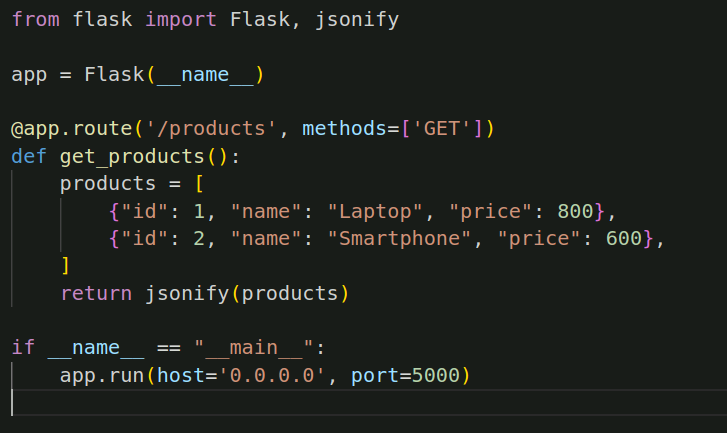 from flask import Flask, jsonify

app = Flask(__name__)

@app.route('/products', methods=['GET'])
def get_products():
    products = [
        {"id": 1, "name": "Laptop", "price": 800},
        {"id": 2, "name": "Smartphone", "price": 600},
    ]
    return jsonify(products)

if __name__ == "__main__":
    app.run(host='0.0.0.0', port=5000)